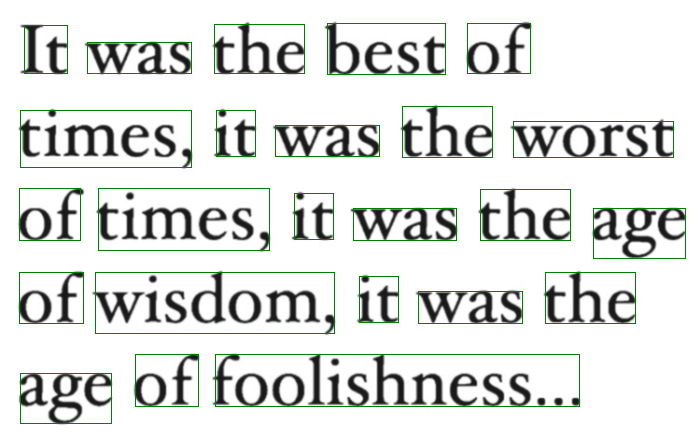 It was the best of
times, it was the worst
of times, it was the age
of wisdom, it was the
age of foolishness...